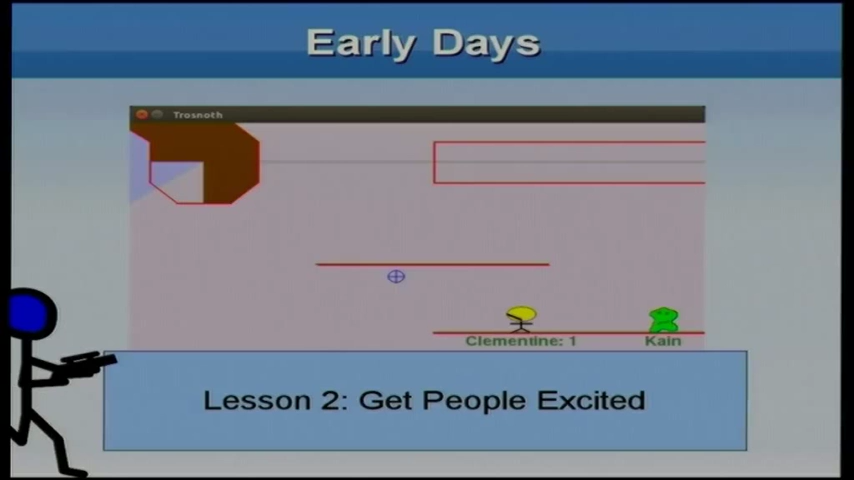 Early Days
Trosnoth
Clementine: 1
Kain
Lesson 2: Get People Excited